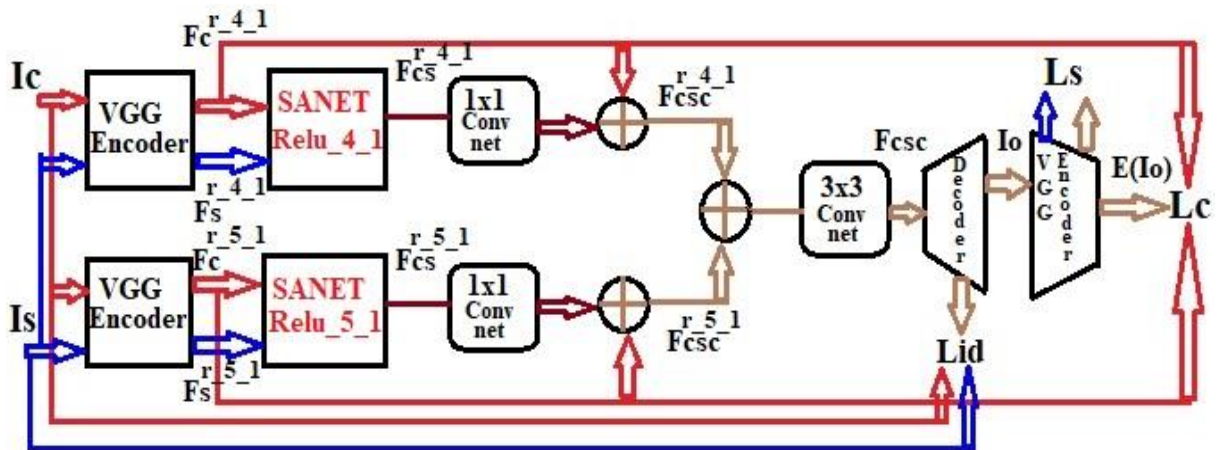 r_4_1
Fc
Ic
VGG
Encoder
SANET
Relu_4_1
r_4_1
Fcs
1x1
Conv
net
r_4_1
Fcsc
r_4_1
Fs
Is
VGG
Encoder
r_5_1
Fc
SANET
Relu_5_1
r_5_1
Fcs
1x1
Conv
net
r_5_1
Fcsc
r_5_1
Fs
3x3
Conv
net
Fcsc
Decoder
Io
Ls
VGG
Encoder
E(Io)
Lc
Lid